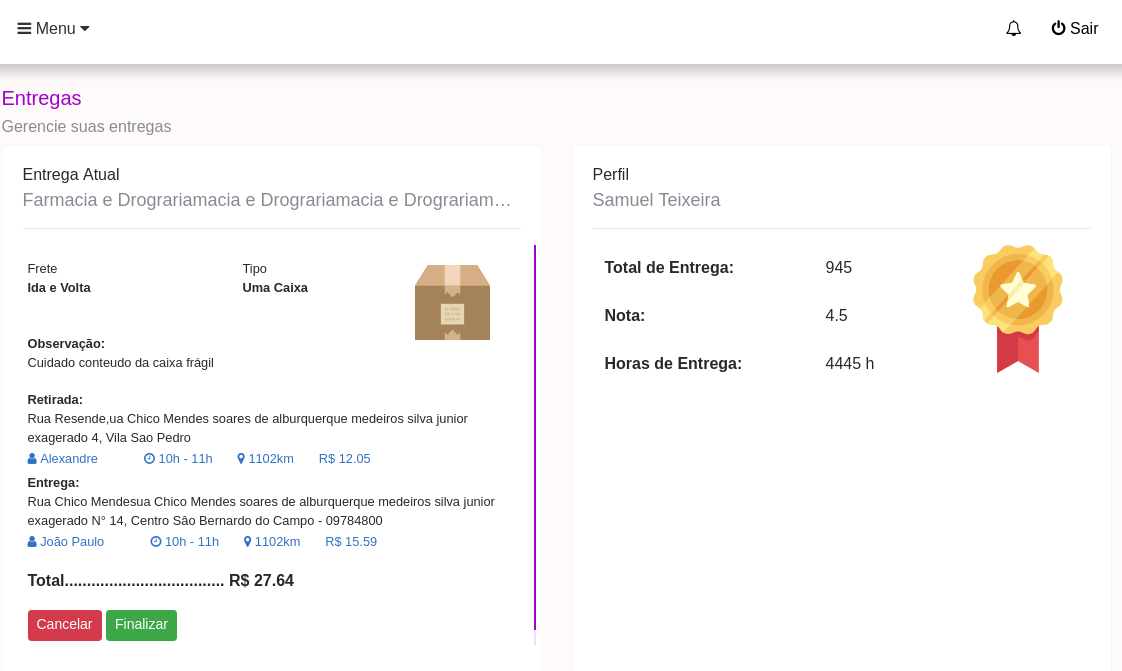 Menu
Sair
Entregas
Gerencie suas entregas
Entrega Atual
Farmacia e Drograriamacia e Drograriamacia e Drograriam…
Frete
Tipo
Ida e Volta
Uma Caixa
Observação:
Cuidado conteudo da caixa frágil
Retirada:
Rua Resende,ua Chico Mendes soares de alburquerque medeiros silva junior
exagerado 4, Vila Sao Pedro
Alexandre 10h - 11h 1102km R$ 12.05
Entrega:
Rua Chico Mendesua Chico Mendes soares de alburquerque medeiros silva junior
exagerado N° 14, Centro Sâo Bernardo do Campo - 09784800
João Paulo 10h - 11h 1102km R$ 15.59
Total.................................... R$ 27.64
Cancelar Finalizar
Perfil
Samuel Teixeira
Total de Entrega: 945
Nota: 4.5
Horas de Entrega: 4445 h